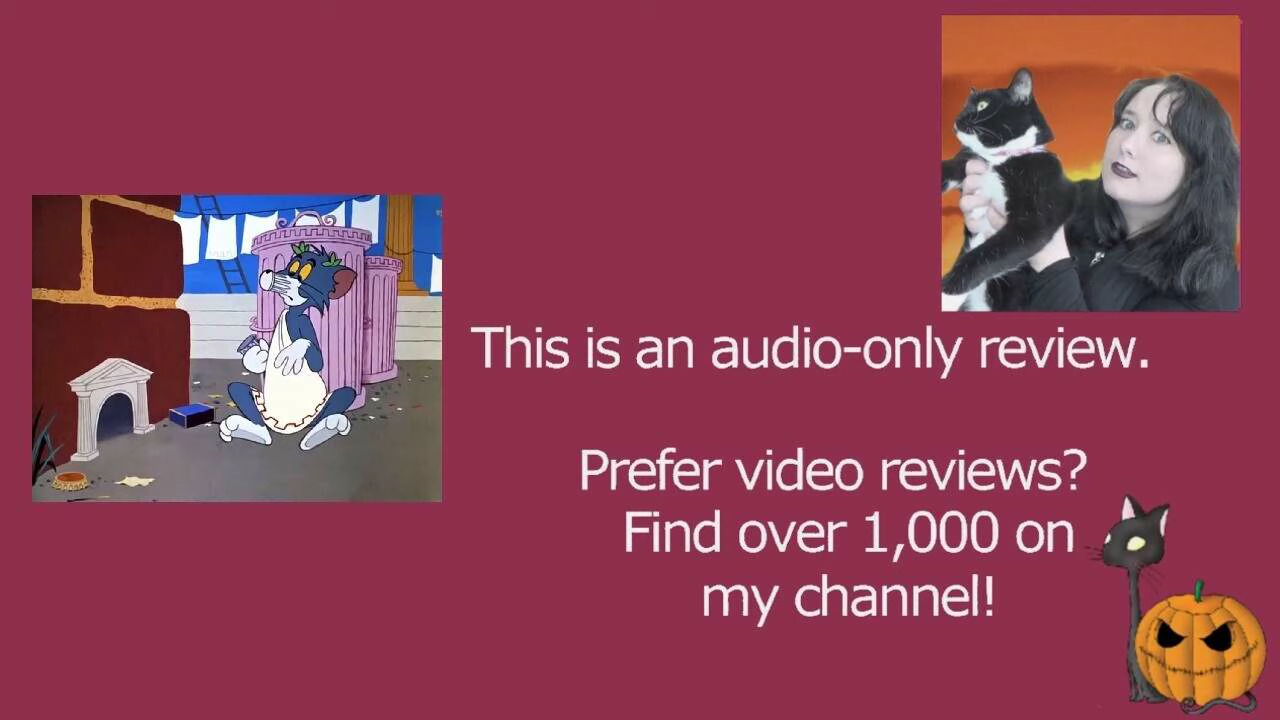 This is an audio-only review.
Prefer video reviews?
Find over 1,000 on
my channel!